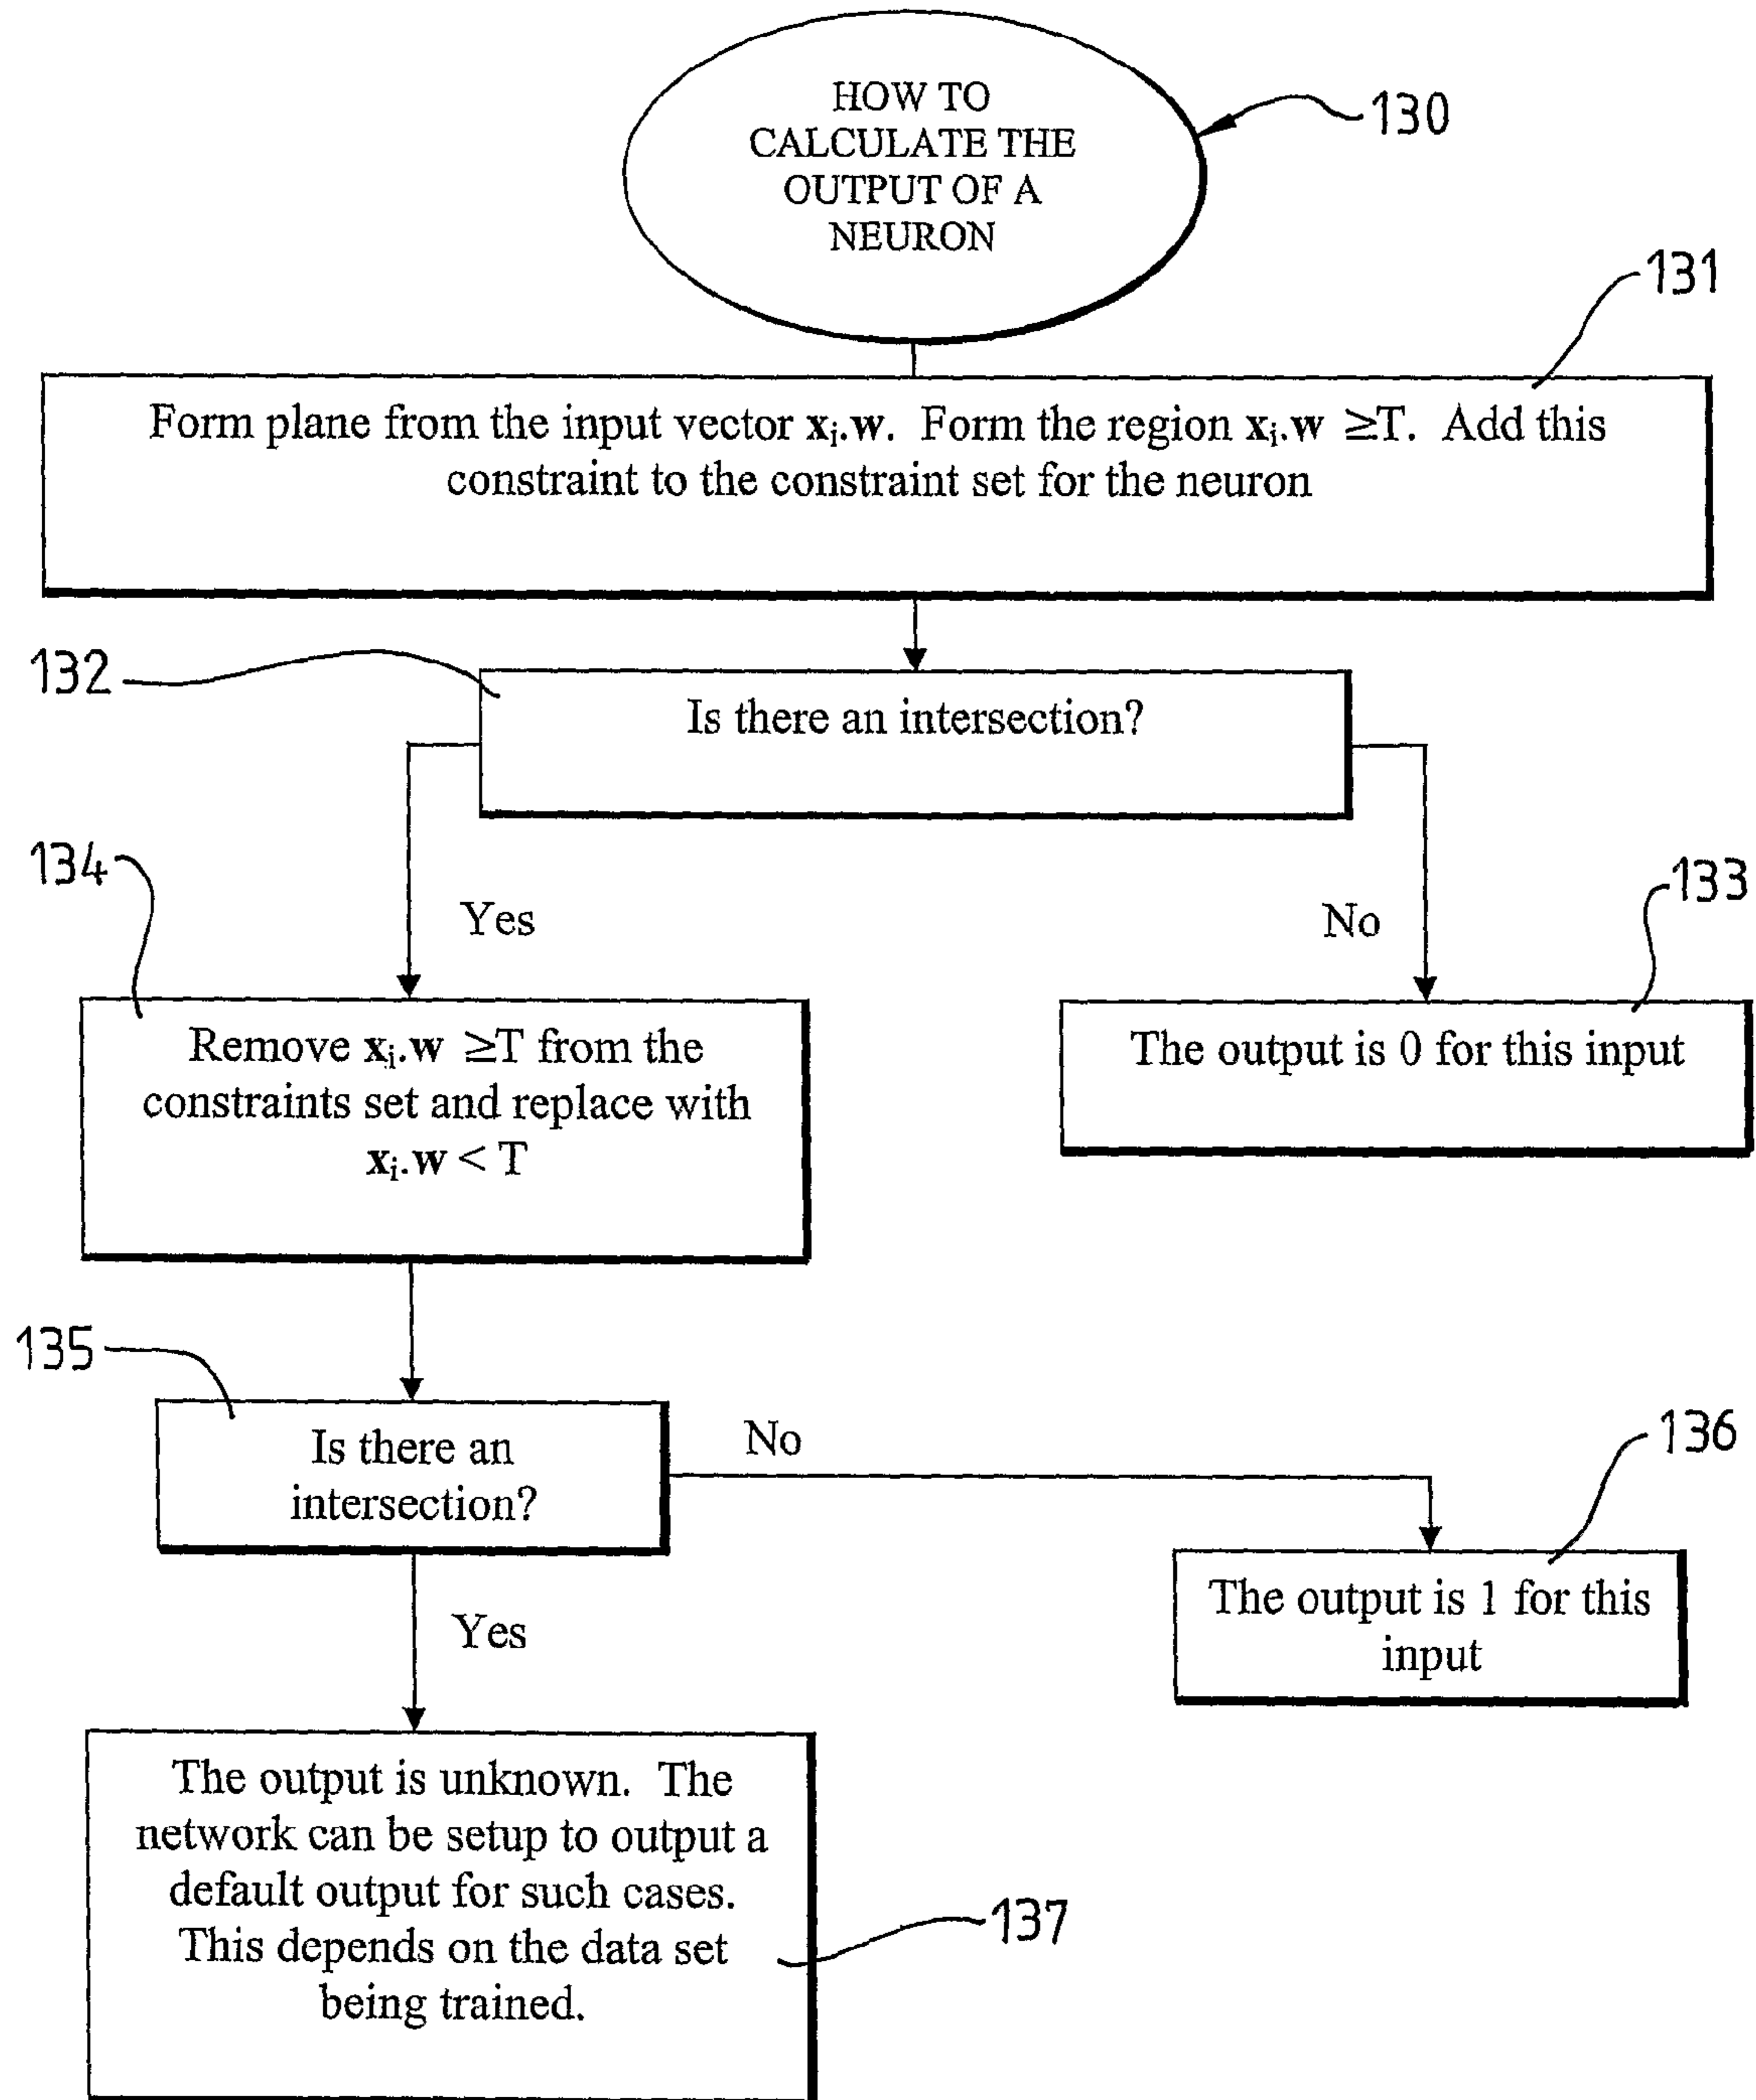 HOW TO
CALCULATE THE
OUTPUT OF A
NEURON
130
131
Form plane from the input vector xi.w. Form the region xi.w ≥T. Add this
constraint to the constraint set for the neuron
132
Is there an intersection?
134
133
Yes
No
Remove xi.w ≥T from the
constraints set and replace with
xi.w < T
The output is 0 for this input
135
Is there an
intersection?
No
136
The output is 1 for this
input
Yes
The output is unknown. The
network can be setup to output a
default output for such cases.
This depends on the data set
being trained.
137